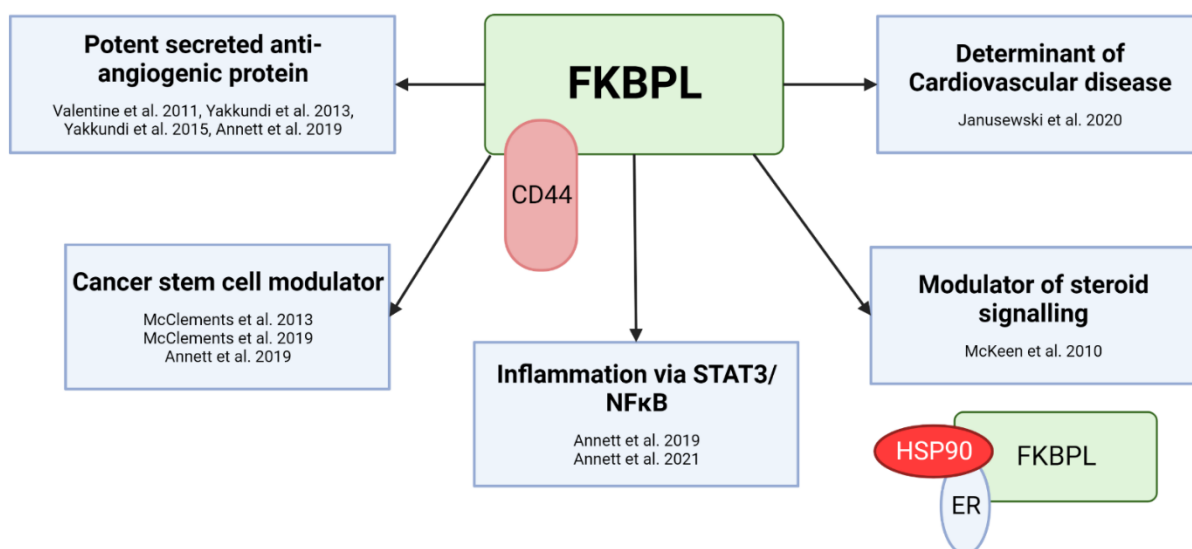 Potent secreted anti-
angiogenic protein
Valentine et al. 2011, Yakkundi et al. 2013,
Yakkundi et al. 2015, Annett et al. 2019
FKBPL
CD44
Determinant of
Cardiovascular disease
Janusewski et al. 2020
Cancer stem cell modulator
McClements et al. 2013
McClements et al. 2019
Annett et al. 2019
Inflammation via STAT3/
NFκB
Annett et al. 2019
Annett et al. 2021
Modulator of steroid
signalling
McKeen et al. 2010
HSP90
FKBPL
ER